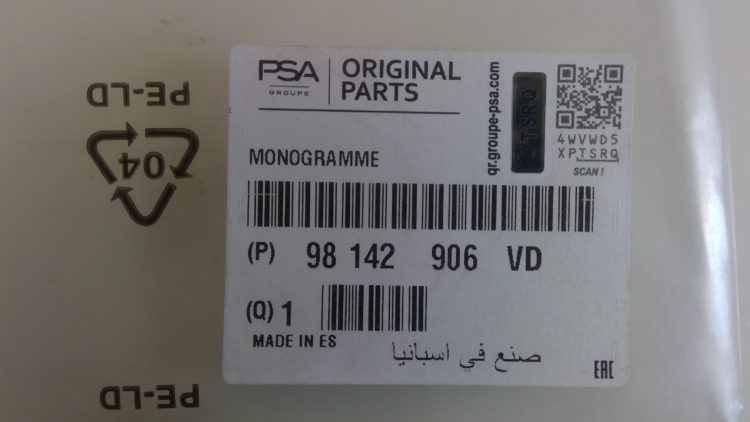 PE-LD
04
PE-LD
PSA
GROUPE
ORIGINAL
PARTS
qr.groupe-psa.com
TSRQ
4WVWD5
XPTSRQ
SCAN!
MONOGRAMME
(P) 98 142 906 VD
(Q) 1
MADE IN ES
صنع في اسبانيا
EAC